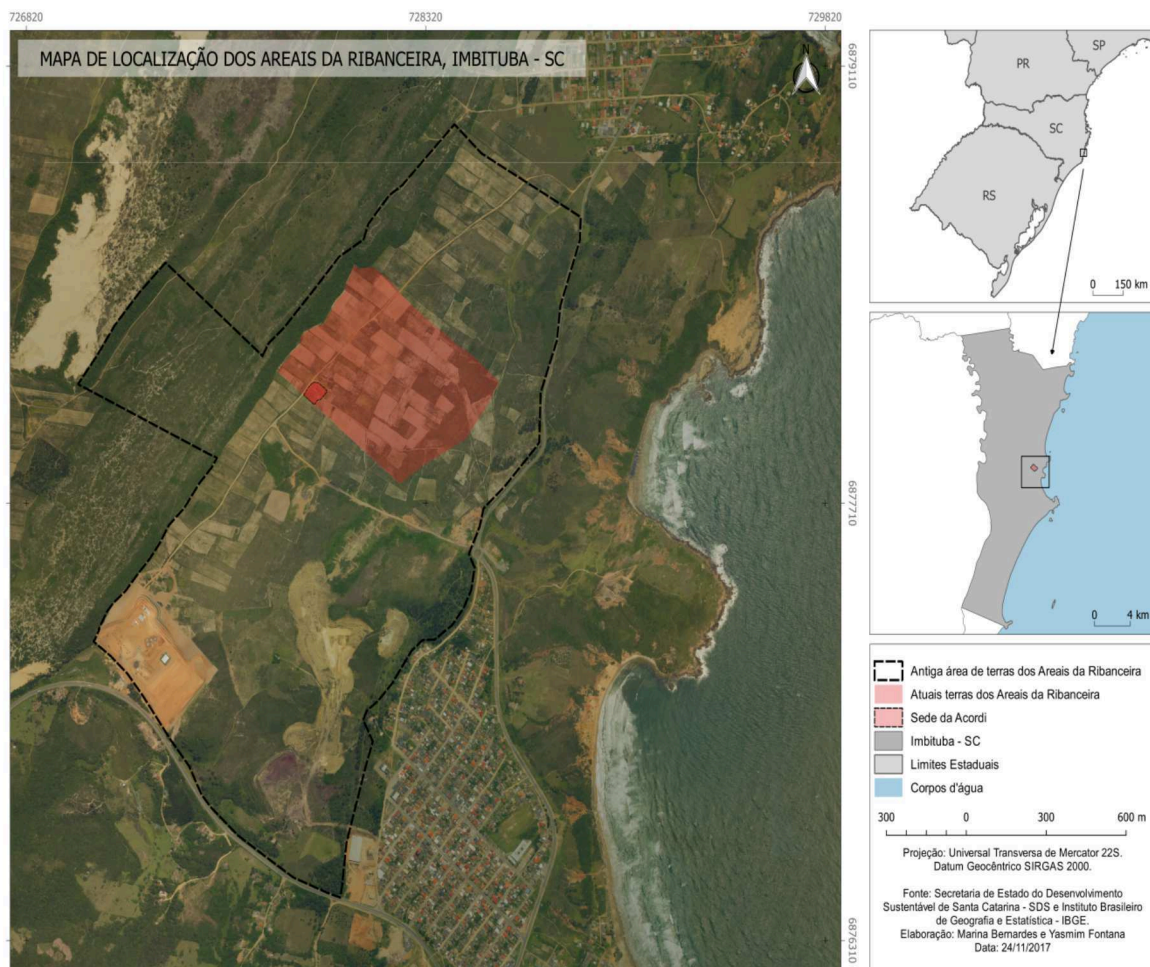 726820
728320
729820
MAPA DE LOCALIZAÇÃO DOS AREAIS DA RIBANCEIRA, IMBITUBA - SC
N
6879110
6877710
6876310
SP
PR
SC
RS
0 150 km
0 4 km
Antiga área de terras dos Areais da Ribanceira
Atuais terras dos Areais da Ribanceira
Sede da Acordi
Imbituba - SC
Limites Estaduais
Corpos d'água
300 0 300 600 m
Projeção: Universal Transversa de Mercator 22S.
Datum Geocêntrico SIRGAS 2000.
Fonte: Secretaria de Estado do Desenvolvimento
Sustentável de Santa Catarina - SDS e Instituto Brasileiro
de Geografia e Estatística - IBGE.
Elaboração: Marina Bernardes e Yasmim Fontana
Data: 24/11/2017